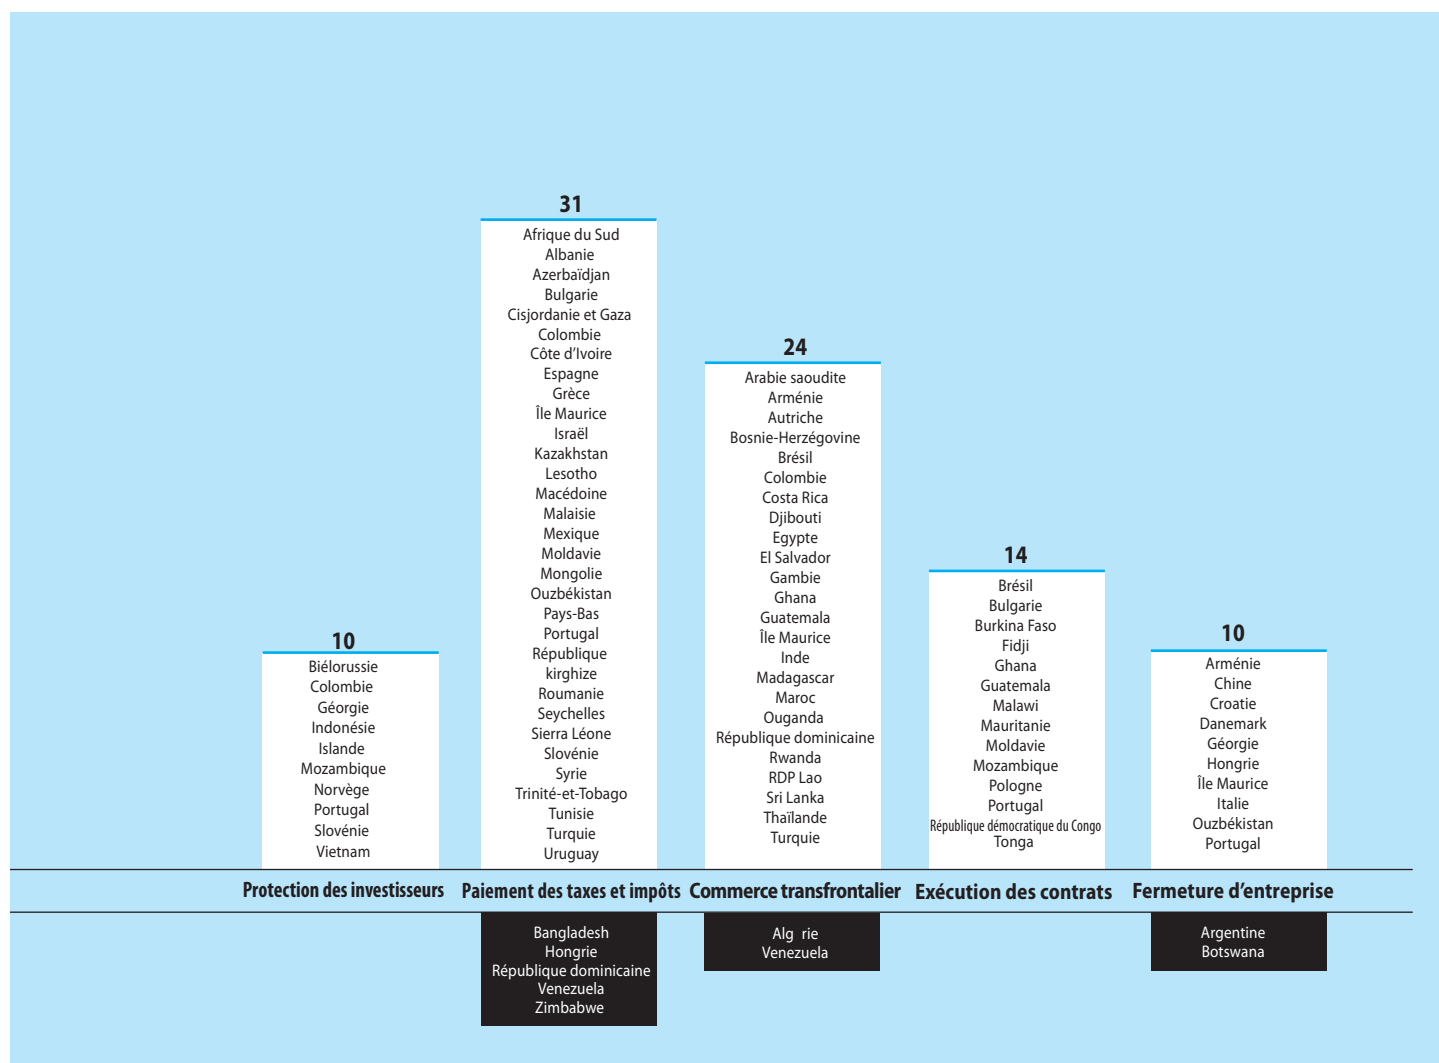 10
Biélorussie
Colombie
Géorgie
Indonésie
Islande
Mozambique
Norvège
Portugal
Slovénie
Vietnam
Protection des investisseurs
31
Afrique du Sud
Albanie
Azerbaïdjan
Bulgarie
Cisjordanie et Gaza
Colombie
Côte d’Ivoire
Espagne
Grèce
Île Maurice
Israël
Kazakhstan
Lesotho
Macédoine
Malaisie
Mexique
Moldavie
Mongolie
Ouzbékistan
Pays-Bas
Portugal
République
kirghize
Roumanie
Seychelles
Sierra Léone
Slovénie
Syrie
Trinité-et-Tobago
Tunisie
Turquie
Uruguay
Paiement des taxes et impôts
Bangladesh
Hongrie
République dominicaine
Venezuela
Zimbabwe
24
Arabie saoudite
Arménie
Autriche
Bosnie-Herzégovine
Brésil
Colombie
Costa Rica
Djibouti
Egypte
El Salvador
Gambie
Ghana
Guatemala
Île Maurice
Inde
Madagascar
Maroc
Ouganda
République dominicaine
Rwanda
RDP Lao
Sri Lanka
Thaïlande
Turquie
Commerce transfrontalier
Alg rie
Venezuela
14
Brésil
Bulgarie
Burkina Faso
Fidji
Ghana
Guatemala
Malawi
Mauritanie
Moldavie
Mozambique
Pologne
Portugal
République démocratique du Congo
Tonga
Exécution des contrats
10
Arménie
Chine
Croatie
Danemark
Géorgie
Hongrie
Île Maurice
Italie
Ouzbékistan
Portugal
Fermeture d’entreprise
Argentine
Botswana